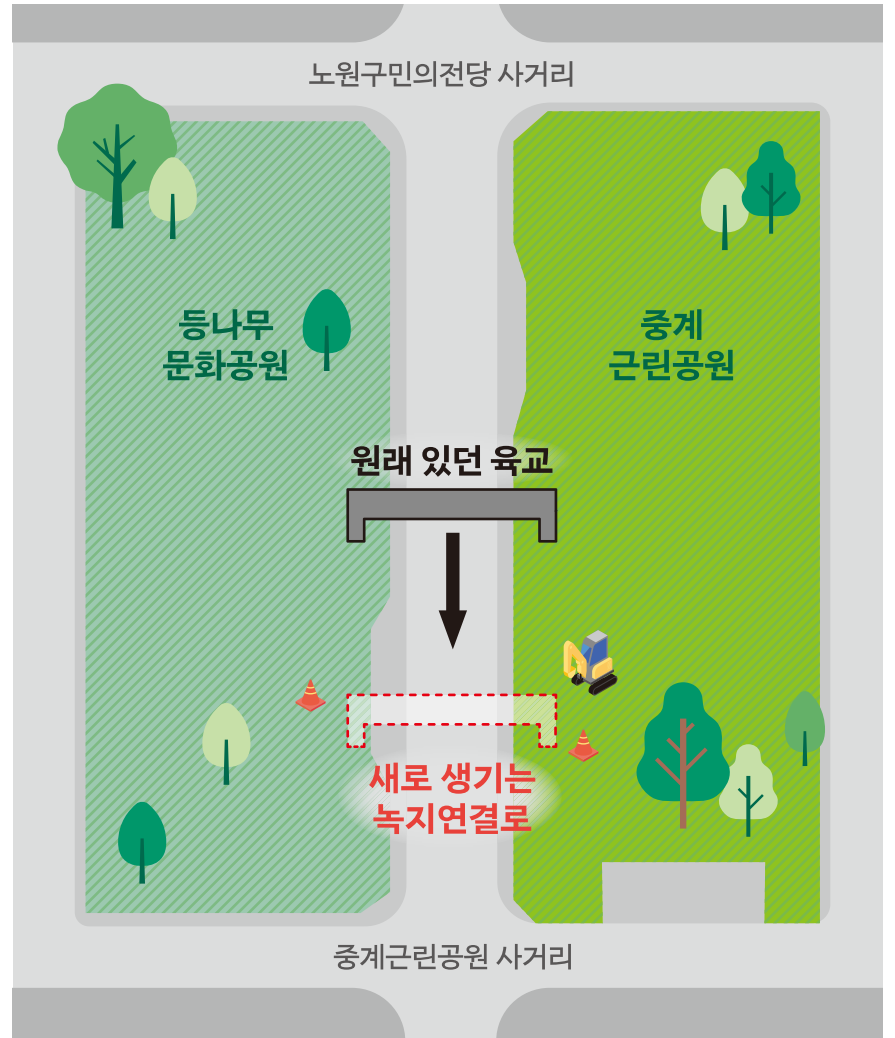 노원구민의전당 사거리
등나무
문화공원
중계
근린공원
원래 있던 육교
새로 생기는
녹지연결로
중계근린공원 사거리